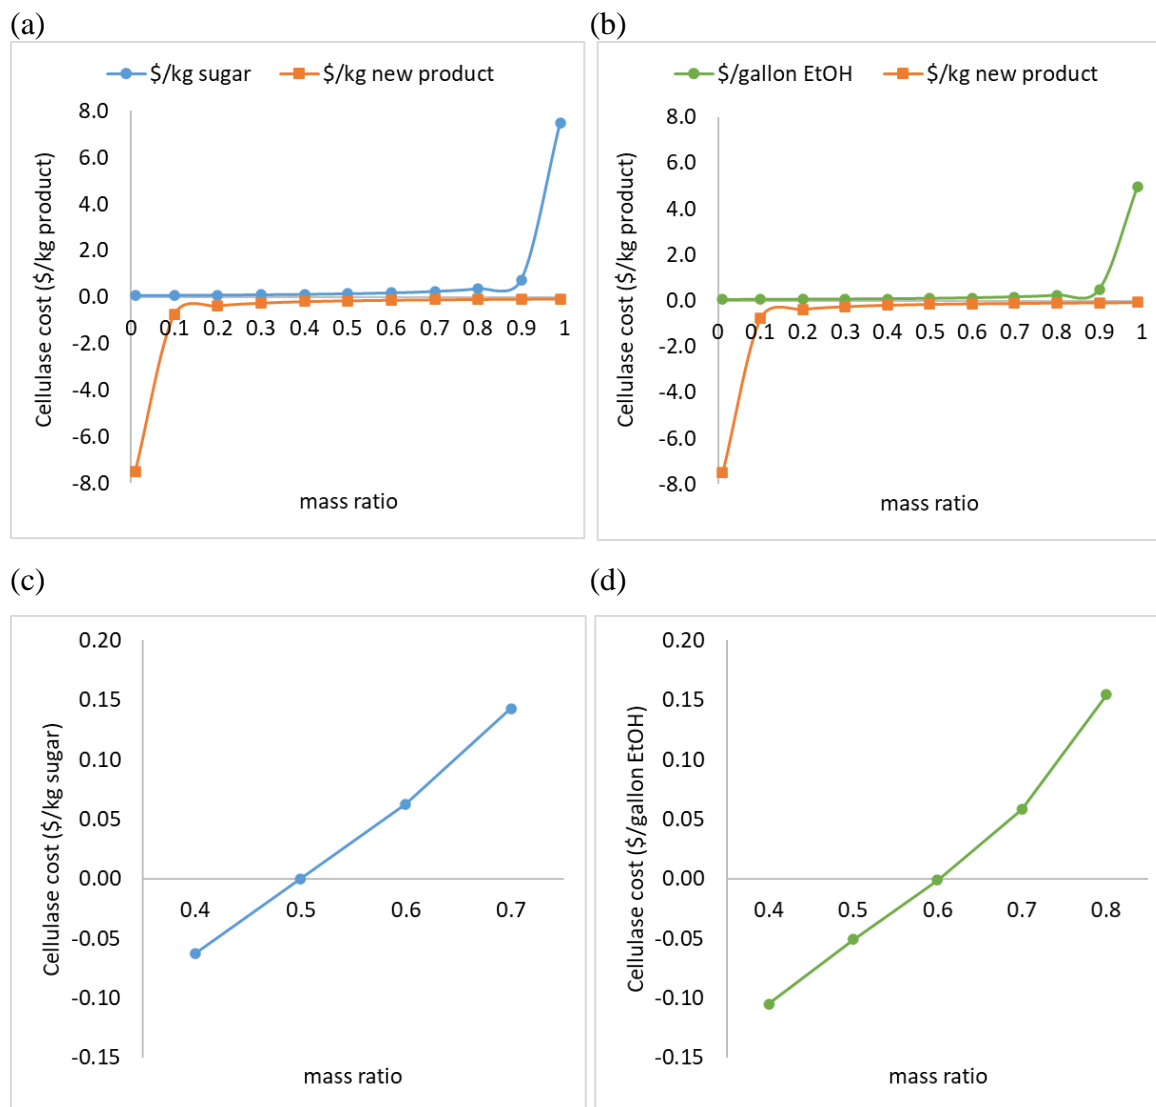 (a)
$/kg sugar $/kg new product
8.0
6.0
4.0
2.0
0.0
-2.0
-4.0
-6.0
-8.0
Cellulase cost ($/kg product)
0 0.1 0.2 0.3 0.4 0.5 0.6 0.7 0.8 0.9 1
mass ratio
(b)
$/gallon EtOH $/kg new product
8.0
6.0
4.0
2.0
0.0
-2.0
-4.0
-6.0
-8.0
Cellulase cost ($/kg product)
0 0.1 0.2 0.3 0.4 0.5 0.6 0.7 0.8 0.9 1
mass ratio
(c)
0.20
0.15
0.10
0.05
0.00
-0.05
-0.10
-0.15
Cellulase cost ($/kg sugar)
0.4 0.5 0.6 0.7
mass ratio
(d)
0.20
0.15
0.10
0.05
0.00
-0.05
-0.10
-0.15
Cellulase cost ($/gallon EtOH)
0.4 0.5 0.6 0.7 0.8
mass ratio